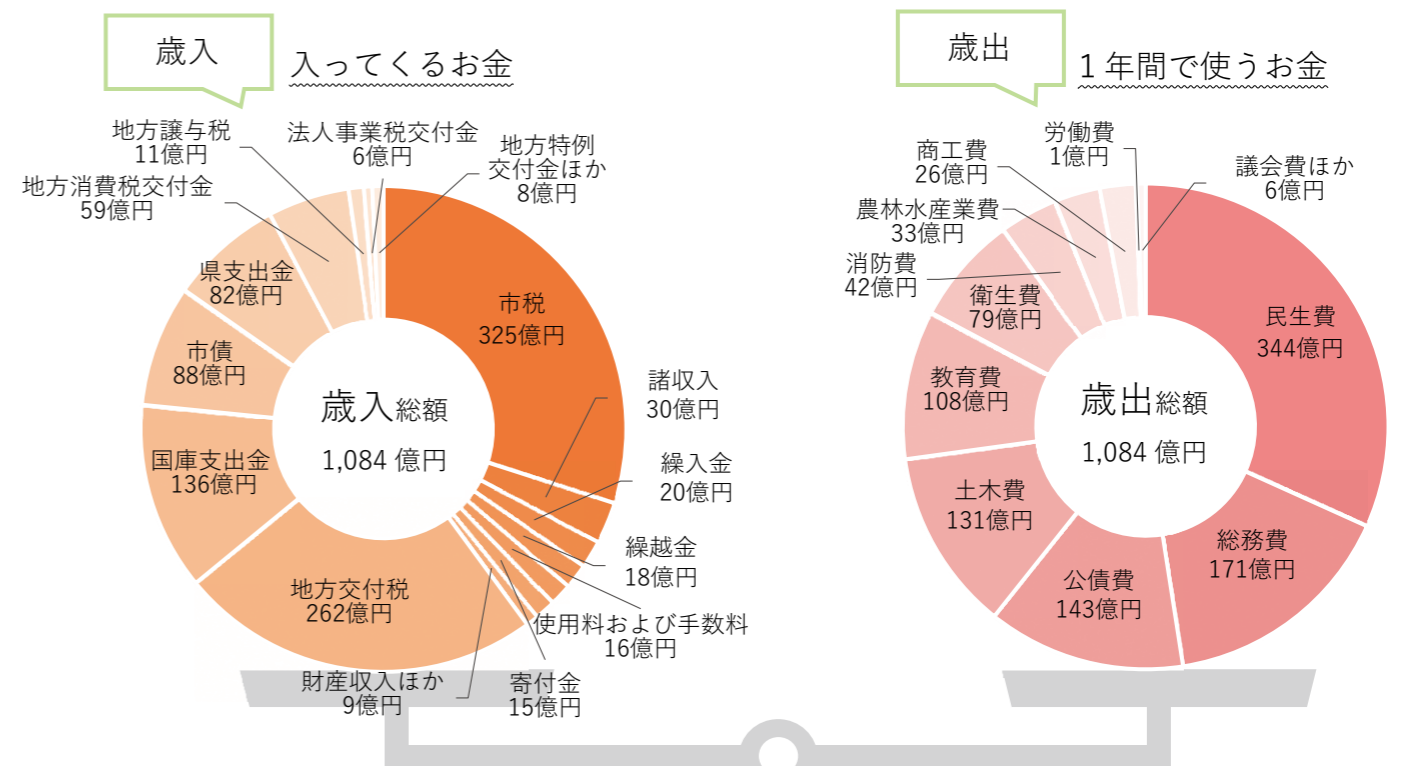 歳入
入ってくるお金
地方譲与税
11億円
法人事業税交付金
6億円
地方特例
交付金ほか
8億円
地方消費税交付金
59億円
県支出金
82億円
市税
325億円
市債
88億円
諸収入
30億円
歳入総額
1,084 億円
国庫支出金
136億円
繰入金
20億円
繰越金
18億円
地方交付税
262億円
使用料および手数料
16億円
財産収入ほか
9億円
寄付金
15億円
歳出
1年間で使うお金
労働費
1億円
商工費
26億円
議会費ほか
6億円
農林水産業費
33億円
消防費
42億円
衛生費
79億円
民生費
344億円
教育費
108億円
歳出総額
1,084 億円
土木費
131億円
総務費
171億円
公債費
143億円